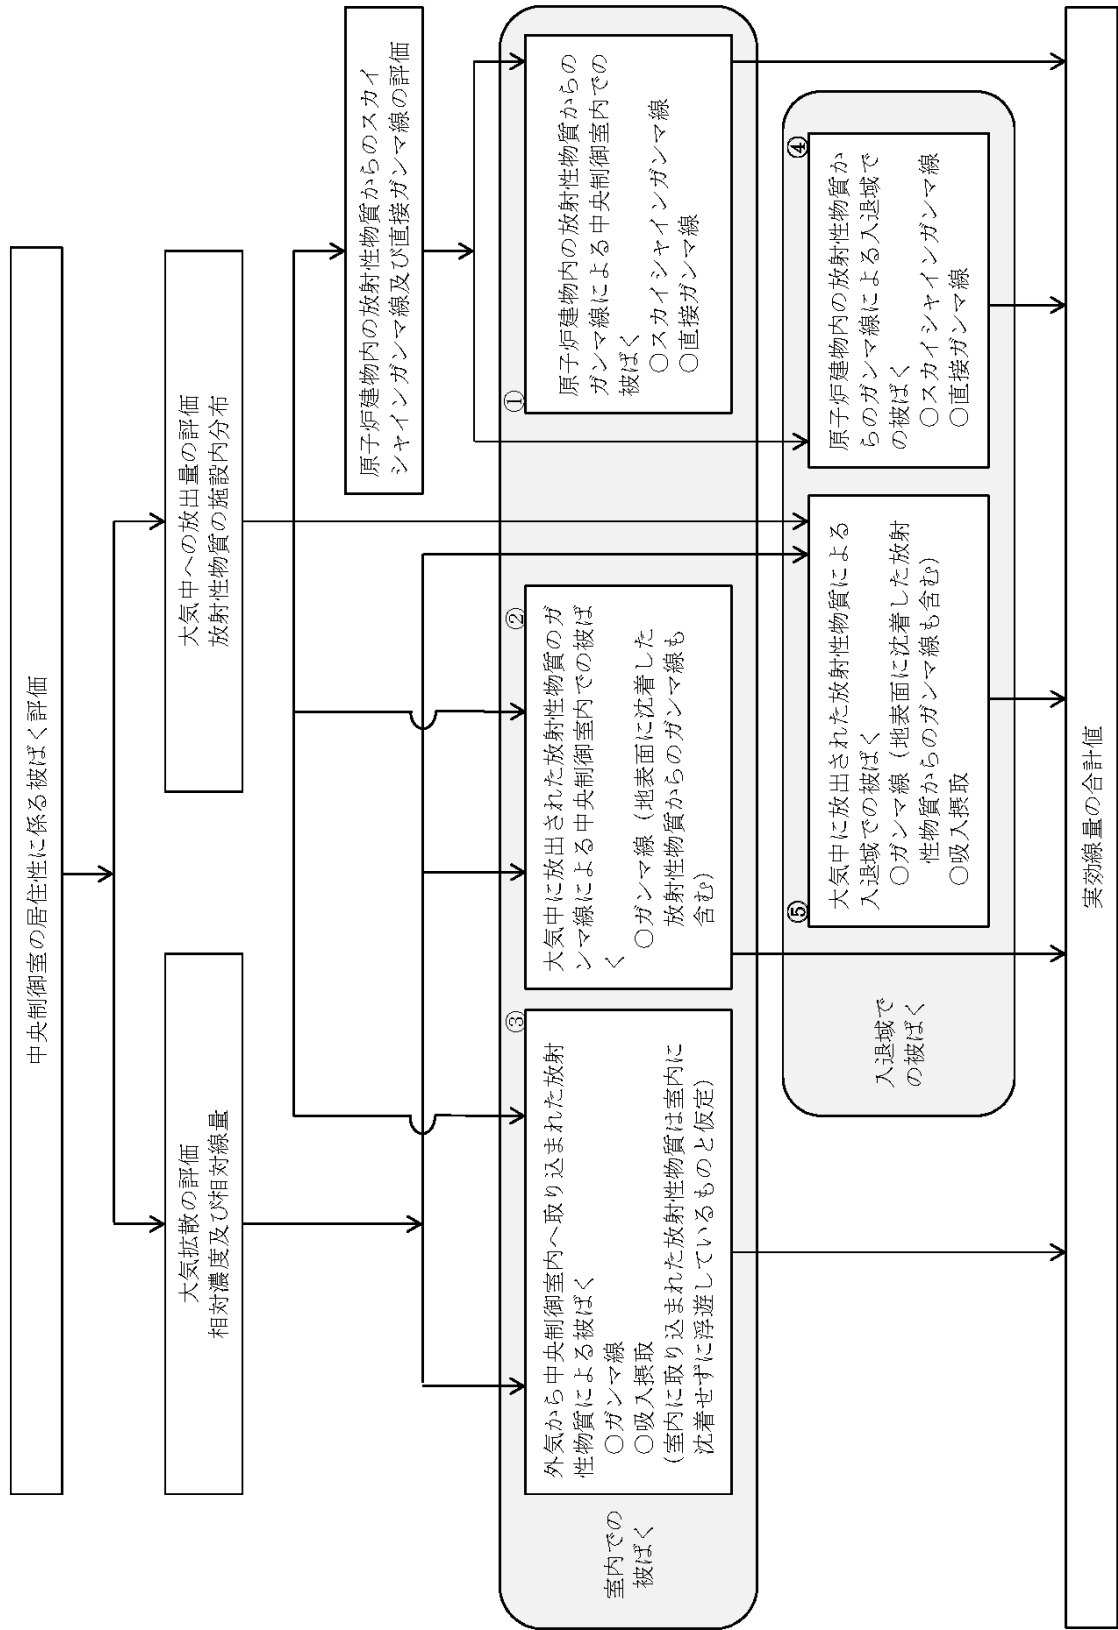 中央制御室の居住性に係る被ばく評価
大気拡散の評価
相対濃度及び相対線量
大気中への放出量の評価
放射性物質の施設内分布
原子炉建物内の放射性物質からのスカイ
シャインガンマ線及び直接ガンマ線の評価
室内での
被ばく
③
外気から中央制御室内へ取り込まれた放射
性物質による被ばく
○ガンマ線
○吸入摂取
(室内に取り込まれた放射性物質は室内に
沈着せずに浮遊しているものと仮定)
②
大気中に放出された放射性物質のガ
ンマ線による中央制御室内での被ば
く
○ガンマ線（地表面に沈着した
放射性物質からのガンマ線も
含む）
①
原子炉建物内の放射性物質からの
ガンマ線による中央制御室内での
被ばく
○スカイシャインガンマ線
○直接ガンマ線
入退域で
の被ばく
⑤
大気中に放出された放射性物質による
入退域での被ばく
○ガンマ線（地表面に沈着した放射
性物質からのガンマ線も含む）
○吸入摂取
④
原子炉建物内の放射性物質か
らのガンマ線による入退域で
の被ばく
○スカイシャインガンマ線
○直接ガンマ線
実効線量の合計値